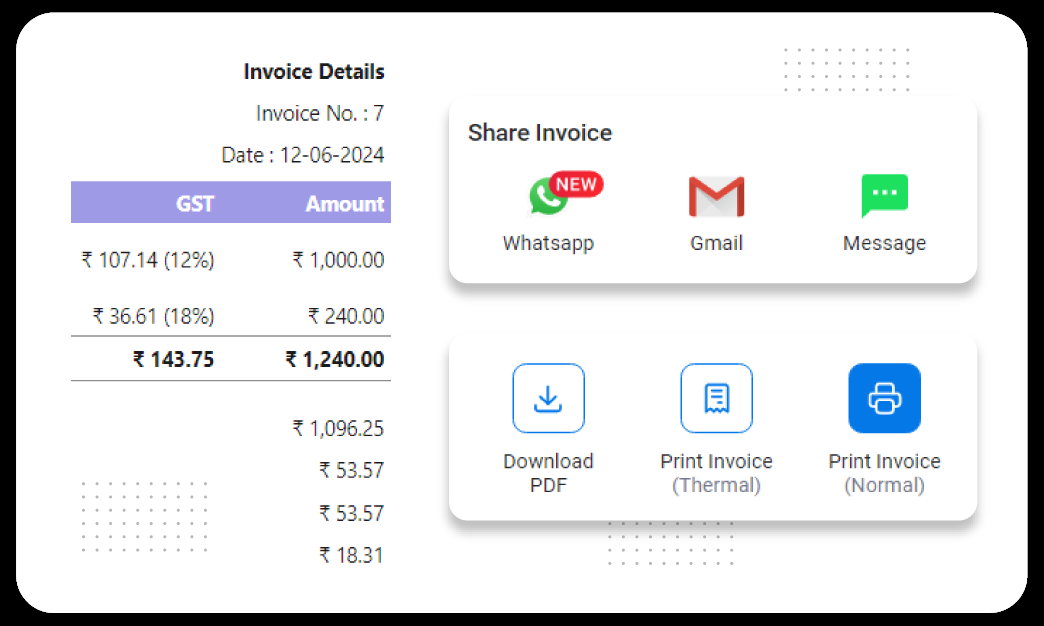 Invoice Details
Invoice No. : 7
Date : 12-06-2024
GST Amount
₹ 107.14 (12%) ₹ 1,000.00
₹ 36.61 (18%) ₹ 240.00
₹ 143.75 ₹ 1,240.00
₹ 1,096.25
₹ 53.57
₹ 53.57
₹ 18.31
Share Invoice
NEW
Whatsapp Gmail Message
Download Print Invoice Print Invoice
PDF (Thermal) (Normal)